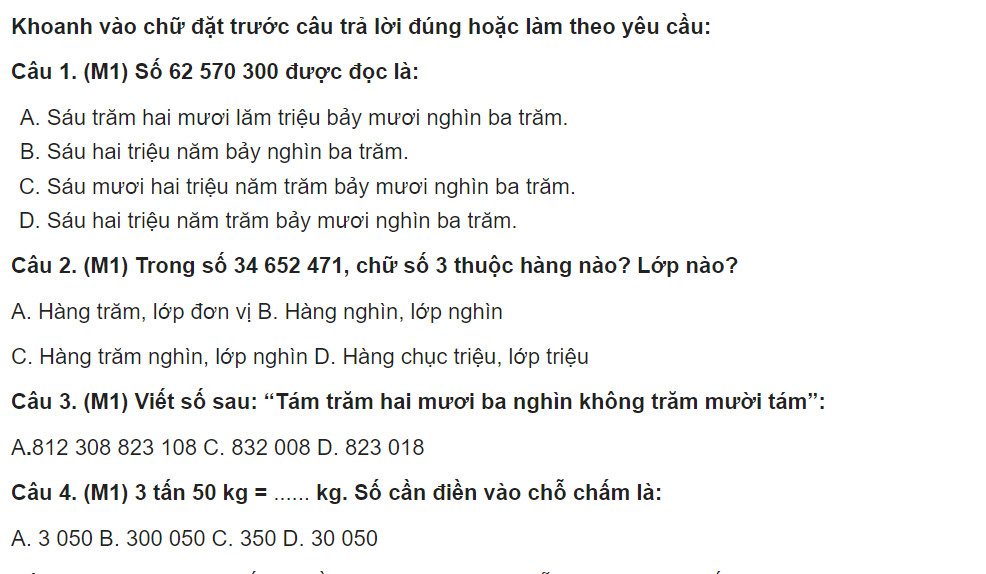 Khoanh vào chữ đặt trước câu trả lời đúng hoặc làm theo yêu cầu:
Câu 1. (M1) Số 62 570 300 được đọc là:
A. Sáu trăm hai mươi lăm triệu bảy mươi nghìn ba trăm.
B. Sáu hai triệu năm bảy nghìn ba trăm.
C. Sáu mươi hai triệu năm trăm bảy mươi nghìn ba trăm.
D. Sáu hai triệu năm trăm bảy mươi nghìn ba trăm.
Câu 2. (M1) Trong số 34 652 471, chữ số 3 thuộc hàng nào? Lớp nào?
A. Hàng trăm, lớp đơn vị B. Hàng nghìn, lớp nghìn
C. Hàng trăm nghìn, lớp nghìn D. Hàng chục triệu, lớp triệu
Câu 3. (M1) Viết số sau: “Tám trăm hai mươi ba nghìn không trăm mười tám”:
A.812 308 823 108 C. 832 008 D. 823 018
Câu 4. (M1) 3 tấn 50 kg = ...... kg. Số cần điền vào chỗ chấm là:
A. 3 050 B. 300 050 C. 350 D. 30 050